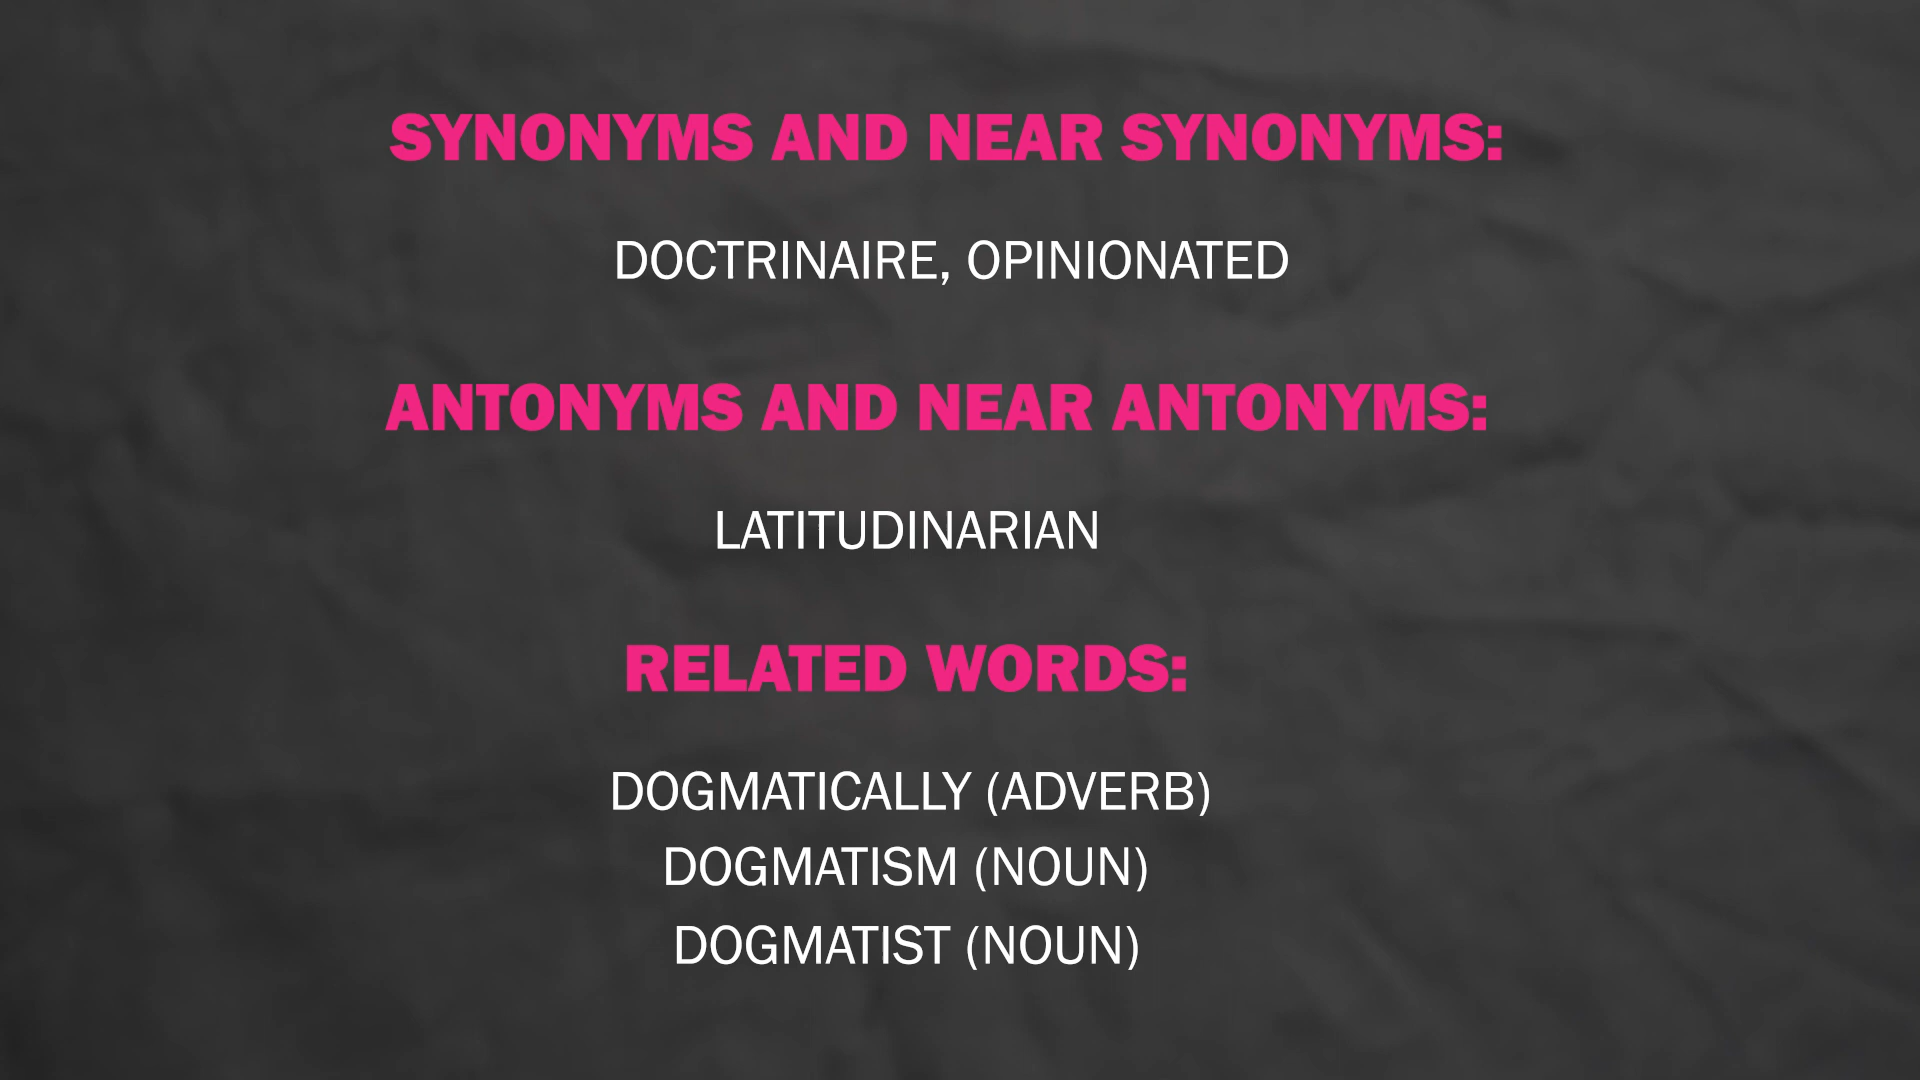 SYNONYMS AND NEAR SYNONYMS:
DOCTRINAIRE, OPINIONATED
ANTONYMS AND NEAR ANTONYMS:
LATITUDINARIAN
RELATED WORDS:
DOGMATICALLY (ADVERB)
DOGMATISM (NOUN)
DOGMATIST (NOUN)